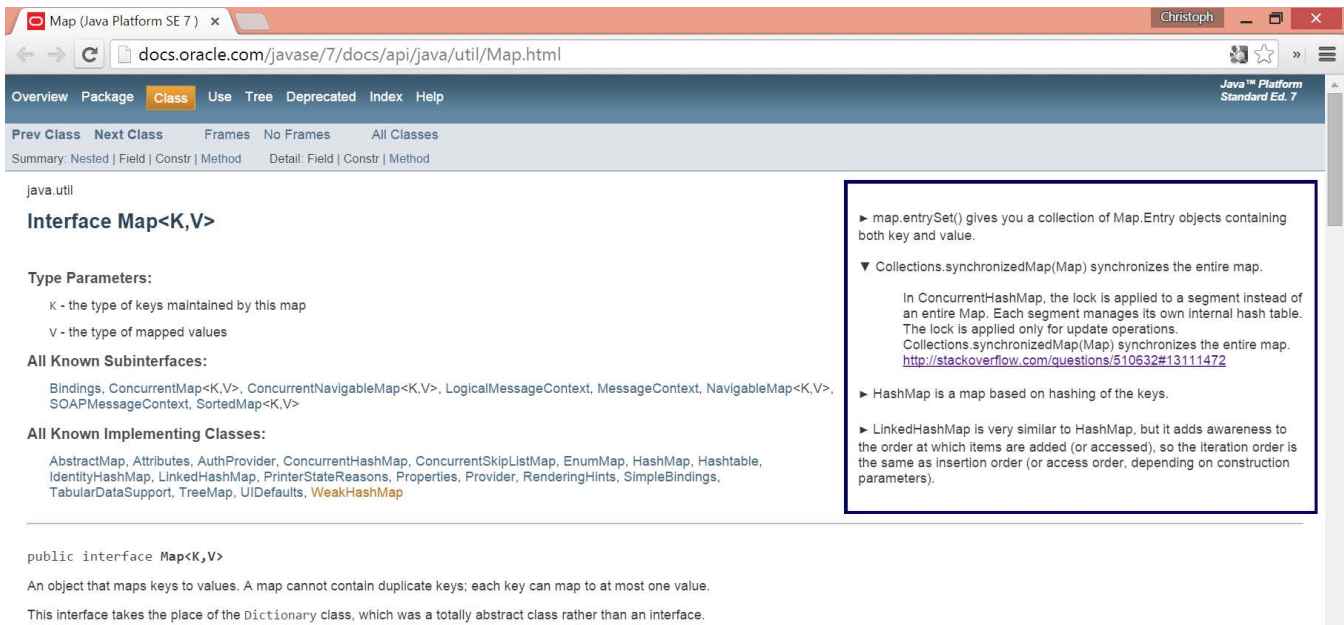 Map (Java Platform SE 7 ) ×
Christoph
docs.oracle.com/javase/7/docs/api/java/util/Map.html
»
Overview Package Class Use Tree Deprecated Index Help
Java™ Platform
Standard Ed. 7
Prev Class Next Class Frames No Frames All Classes
Summary: Nested | Field | Constr | Method Detail: Field | Constr | Method
java.util
Interface Map<K,V>
Type Parameters:
K - the type of keys maintained by this map
V - the type of mapped values
All Known Subinterfaces:
Bindings, ConcurrentMap<K,V>, ConcurrentNavigableMap<K,V>, LogicalMessageContext, MessageContext, NavigableMap<K,V>,
SOAPMessageContext, SortedMap<K,V>
All Known Implementing Classes:
AbstractMap, Attributes, AuthProvider, ConcurrentHashMap, ConcurrentSkipListMap, EnumMap, HashMap, Hashtable,
IdentityHashMap, LinkedHashMap, PrinterStateReasons, Properties, Provider, RenderingHints, SimpleBindings,
TabularDataSupport, TreeMap, UIDefaults, WeakHashMap
► map.entrySet() gives you a collection of Map.Entry objects containing
both key and value.
▼ Collections.synchronizedMap(Map) synchronizes the entire map.
In ConcurrentHashMap, the lock is applied to a segment instead of
an entire Map. Each segment manages its own internal hash table.
The lock is applied only for update operations.
Collections.synchronizedMap(Map) synchronizes the entire map.
http://stackoverflow.com/questions/510632#13111472
► HashMap is a map based on hashing of the keys.
► LinkedHashMap is very similar to HashMap, but it adds awareness to
the order at which items are added (or accessed), so the iteration order is
the same as insertion order (or access order, depending on construction
parameters).
public interface Map<K,V>
An object that maps keys to values. A map cannot contain duplicate keys; each key can map to at most one value.
This interface takes the place of the Dictionary class, which was a totally abstract class rather than an interface.